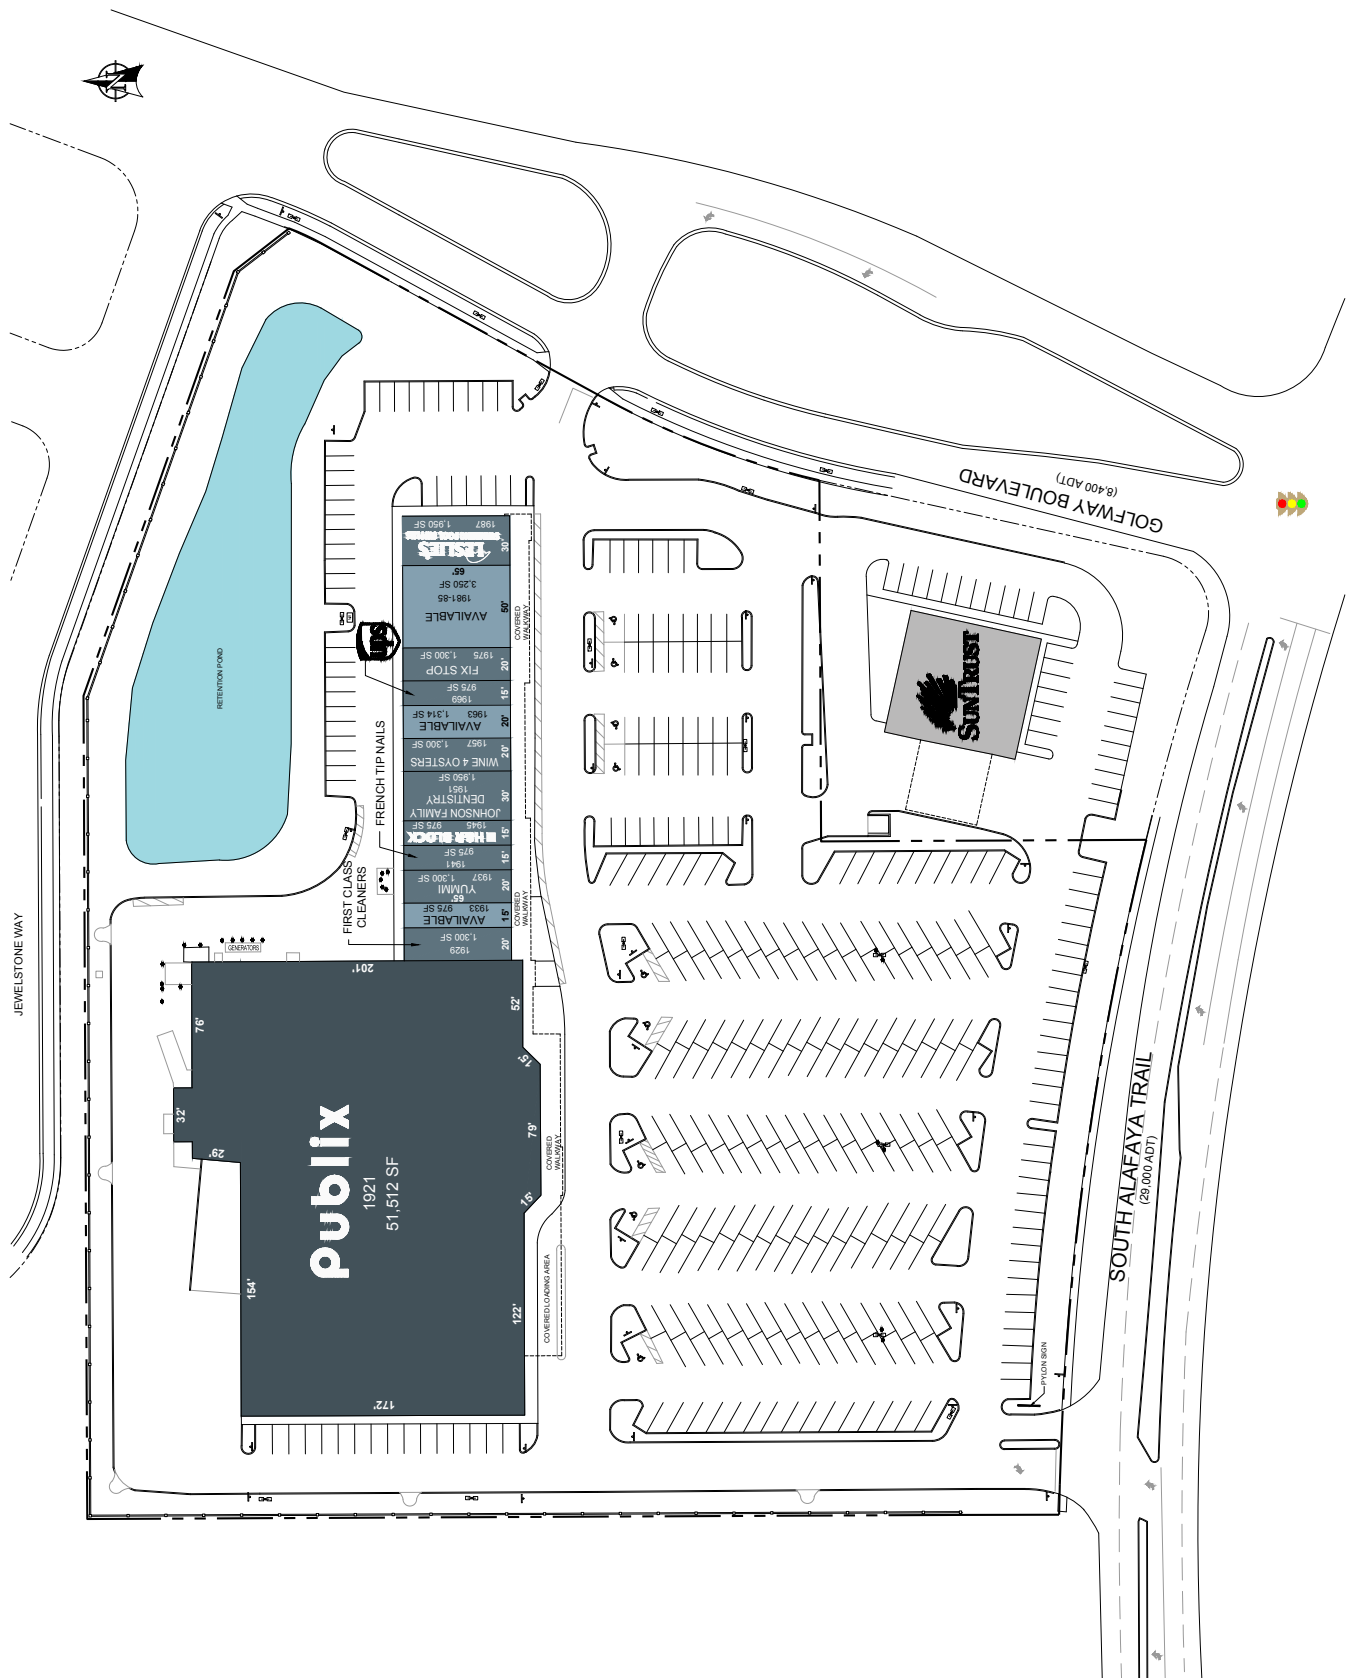 N
GOLFWAY BOULEVARD
(8,400 ADT)
1987
1,950 SF
LESLIE'S
30'
65'
3,250 SF
1981-85
AVAILABLE
50'
COVERED
WALKWAY
ups
1975
1,300 SF
FIX STOP
20'
975 SF
1969
15'
1963
1,314 SF
AVAILABLE
20'
1957
1,300 SF
WINE 4 OYSTERS
20'
1,950 SF
1951
JOHNSON FAMILY
DENTISTRY
30'
1945
975 SF
H&R BLOCK
15'
FRENCH TIP NAILS
975 SF
1941
15'
1937
1,300 SF
YUMMI
20'
65'
1933
975 SF
AVAILABLE
15'
COVERED
WALKWAY
FIRST CLASS
CLEANERS
1,300 SF
1929
20'
RETENTION POND
SUNTRUST
JEWELSTONE WAY
GENERATORS
201'
76'
52'
15'
32'
29'
79'
publix
1921
51,512 SF
COVERED
WALKWAY
15'
154'
122'
COVERED LOADING AREA
172'
SOUTH ALAFAYA TRAIL
(29,000 ADT)
PYLON SIGN